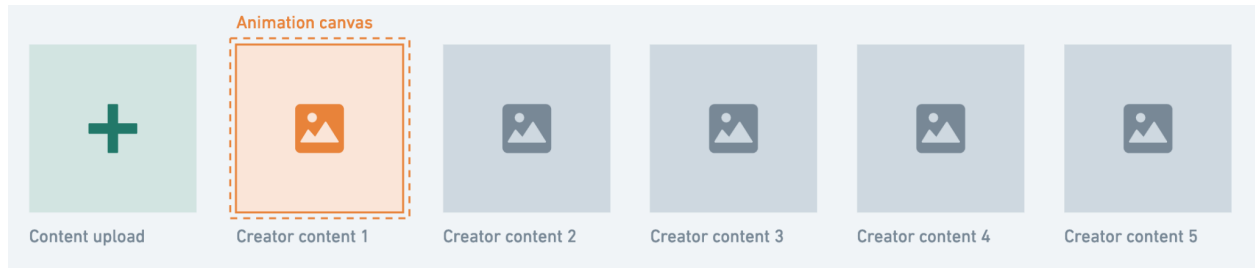 Animation canvas
Content upload
Creator content 1
Creator content 2
Creator content 3
Creator content 4
Creator content 5